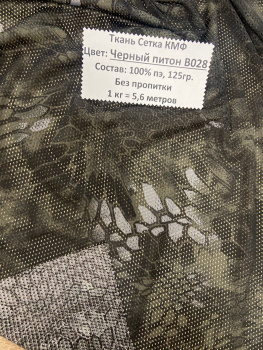 Ткань Сетка КМФ
Цвет: Черный питон В028
Состав: 100% пэ, 125гр.
Без пропитки
1 кг = 5,6 метров